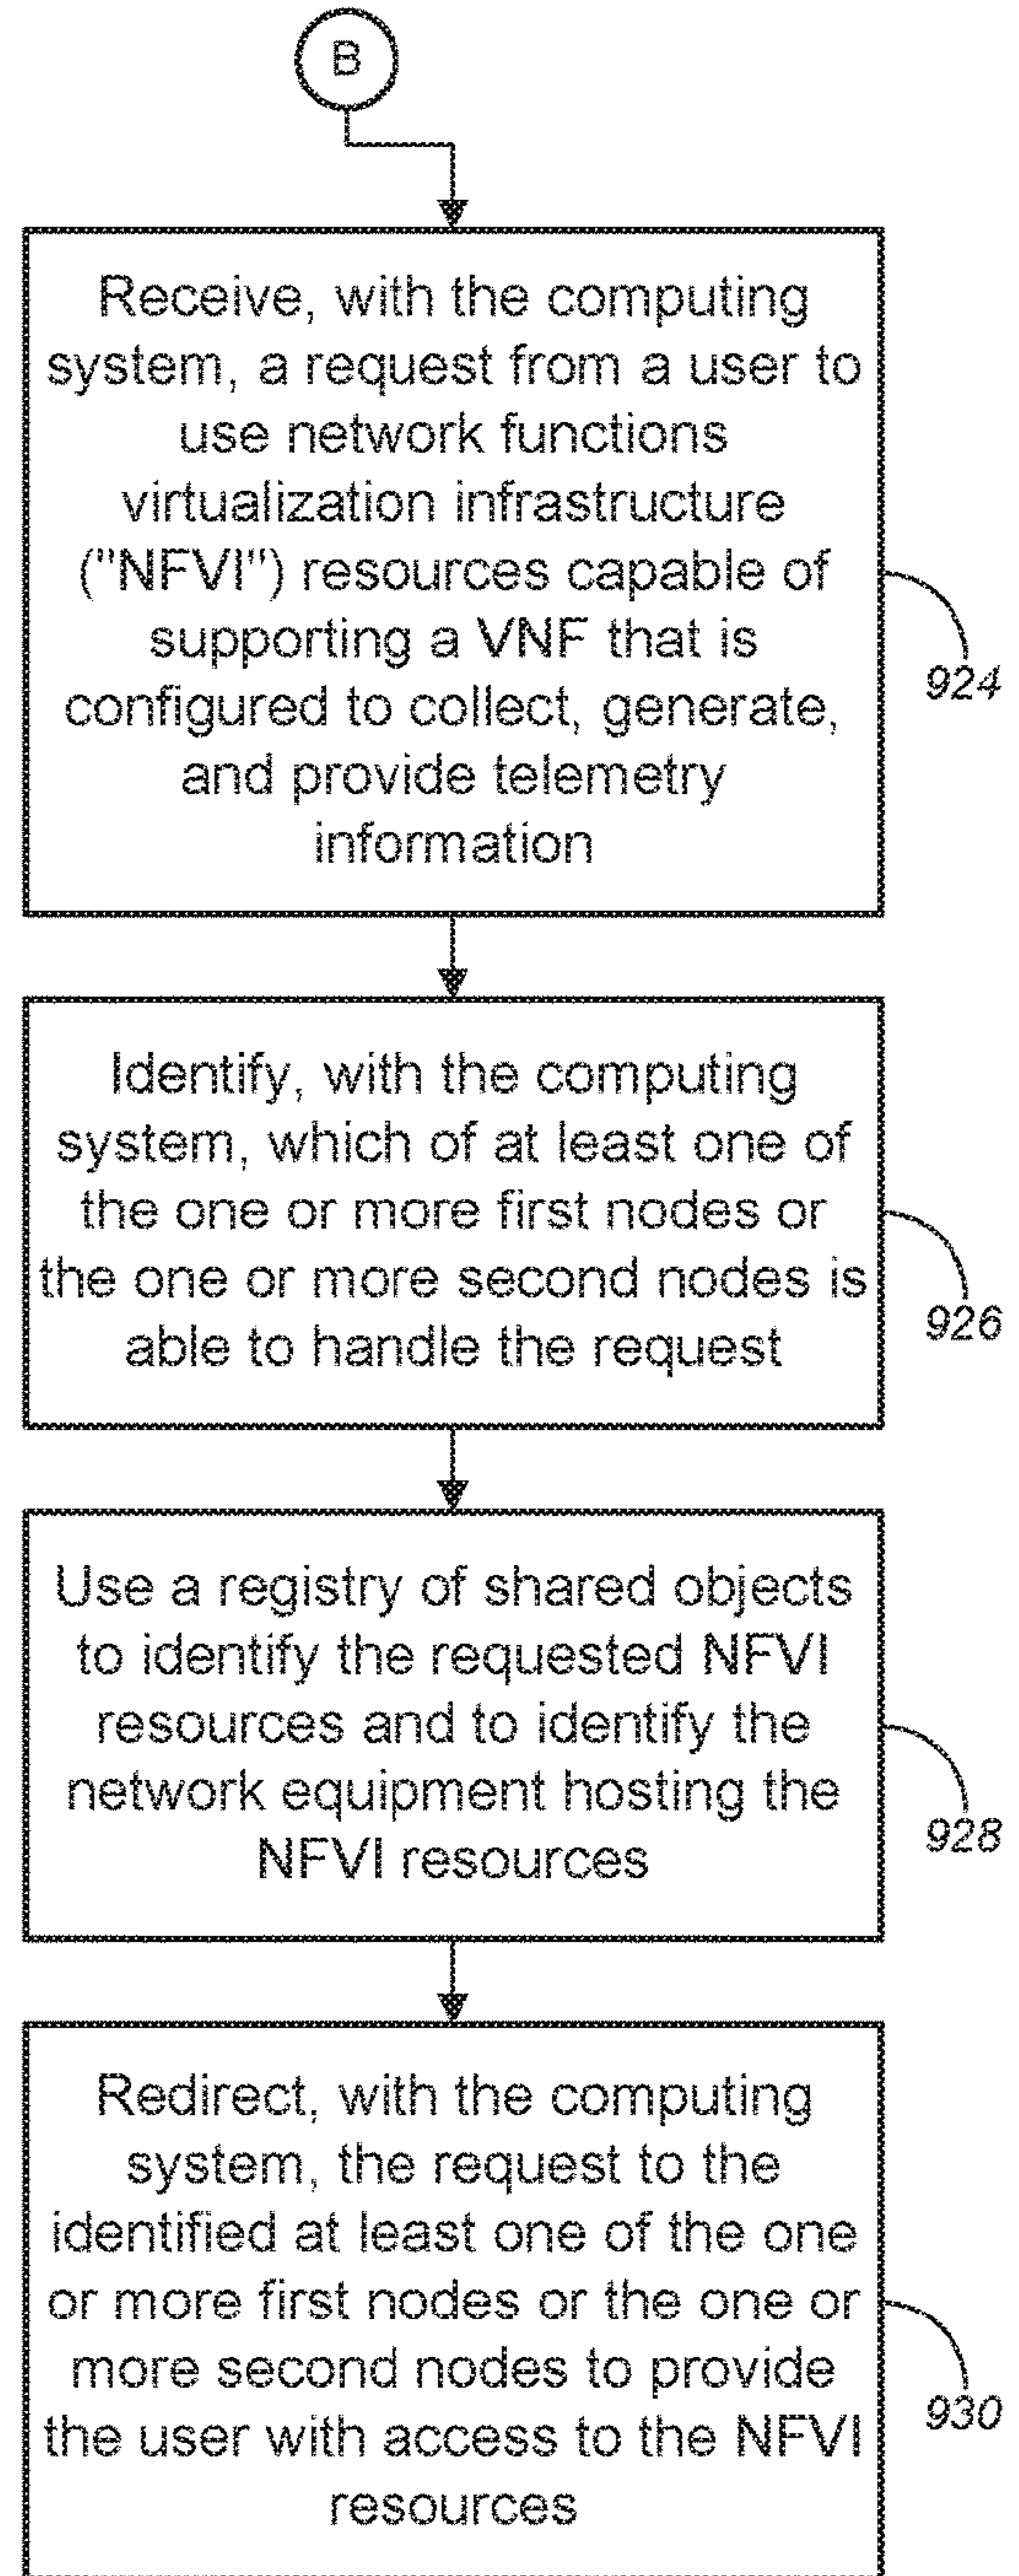 B
Receive, with the computing
system, a request from a user to
use network functions
virtualization infrastructure
("NFVI") resources capable of
supporting a VNF that is
configured to collect, generate,
and provide telemetry
information
924
Identify, with the computing
system, which of at least one of
the one or more first nodes or
the one or more second nodes is
able to handle the request
926
Use a registry of shared objects
to identify the requested NFVI
resources and to identify the
network equipment hosting the
NFVI resources
928
Redirect, with the computing
system, the request to the
identified at least one of the one
or more first nodes or the one or
more second nodes to provide
the user with access to the NFVI
resources
930